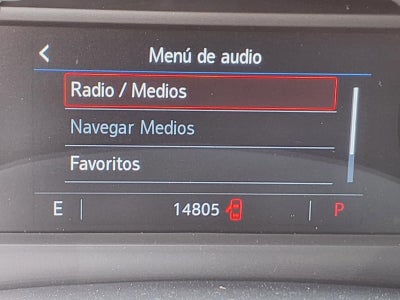 Menú de audio
Radio / Medios
Navegar Medios
Favoritos
E 14805 P